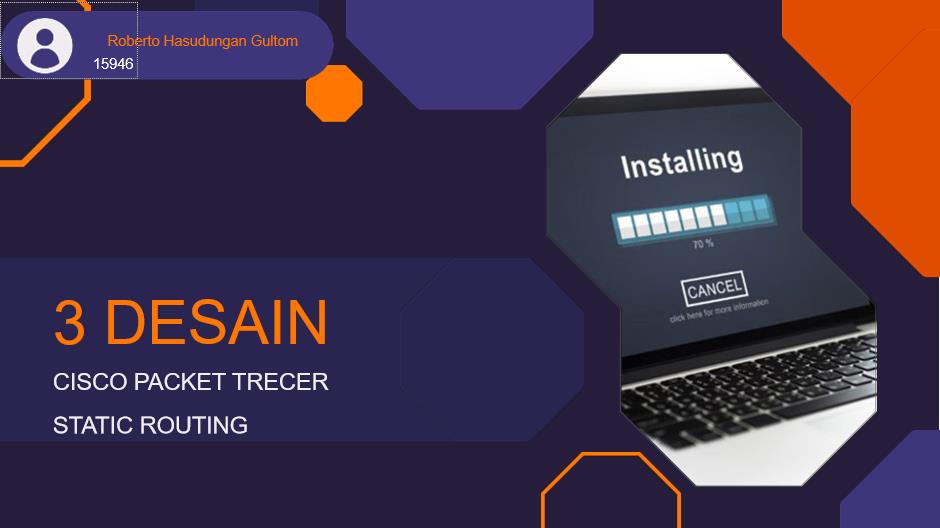 Roberto Hasudungan Gultom
15946
Installing
70 %
CANCEL
click here for more information
3 DESAIN
CISCO PACKET TRECER
STATIC ROUTING